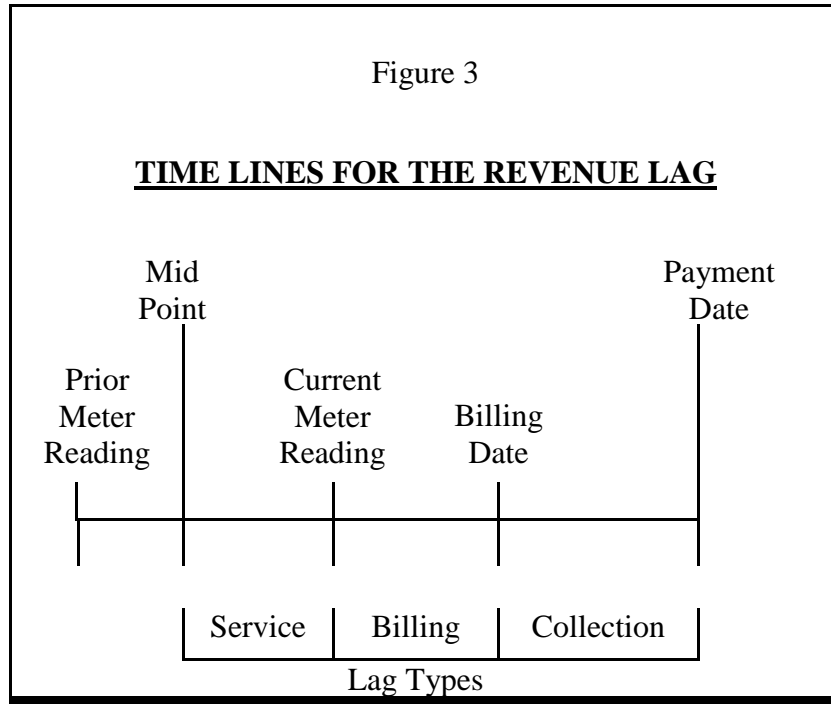 Figure 3
TIME LINES FOR THE REVENUE LAG
Mid
Point
Payment
Date
Prior
Meter
Reading
Current
Meter
Reading
Billing
Date
Service
Billing
Collection
Lag Types